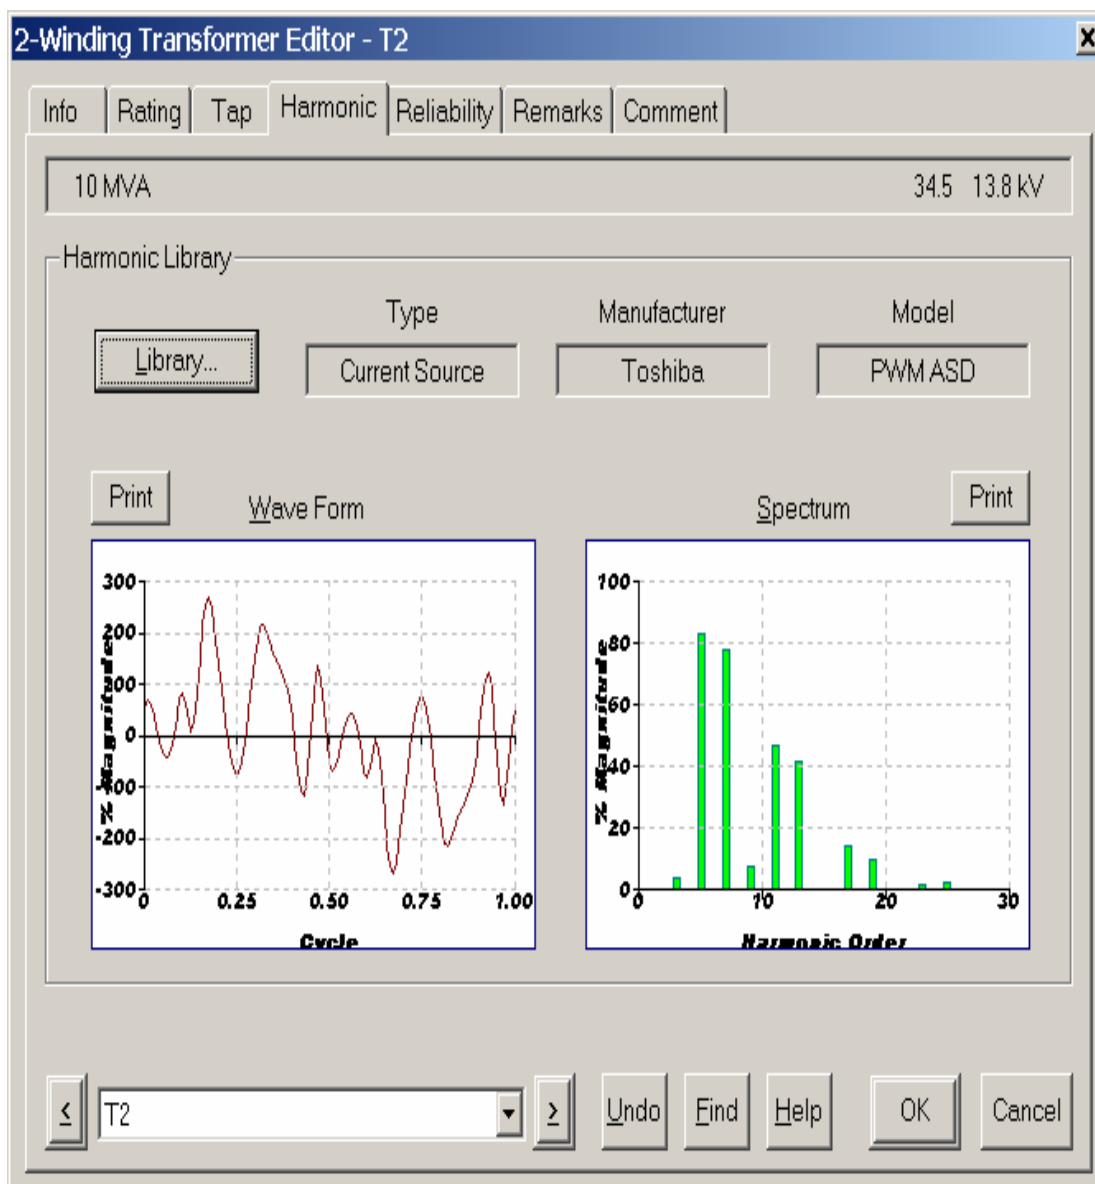 2-Winding Transformer Editor - T2
Info Rating Tap Harmonic Reliability Remarks Comment
10 MVA 34.5 13.8 kV
Harmonic Library
Type Manufacturer Model
Library... Current Source Toshiba PWM ASD
Print Wave Form Spectrum Print
300
200
100
0
-100
-200
-300
% Magnitude
0 0.25 0.50 0.75 1.00
Cycle
100
80
60
40
20
0
% Magnitude
0 10 20 30
Harmonic Order
< T2 > Undo Find Help OK Cancel